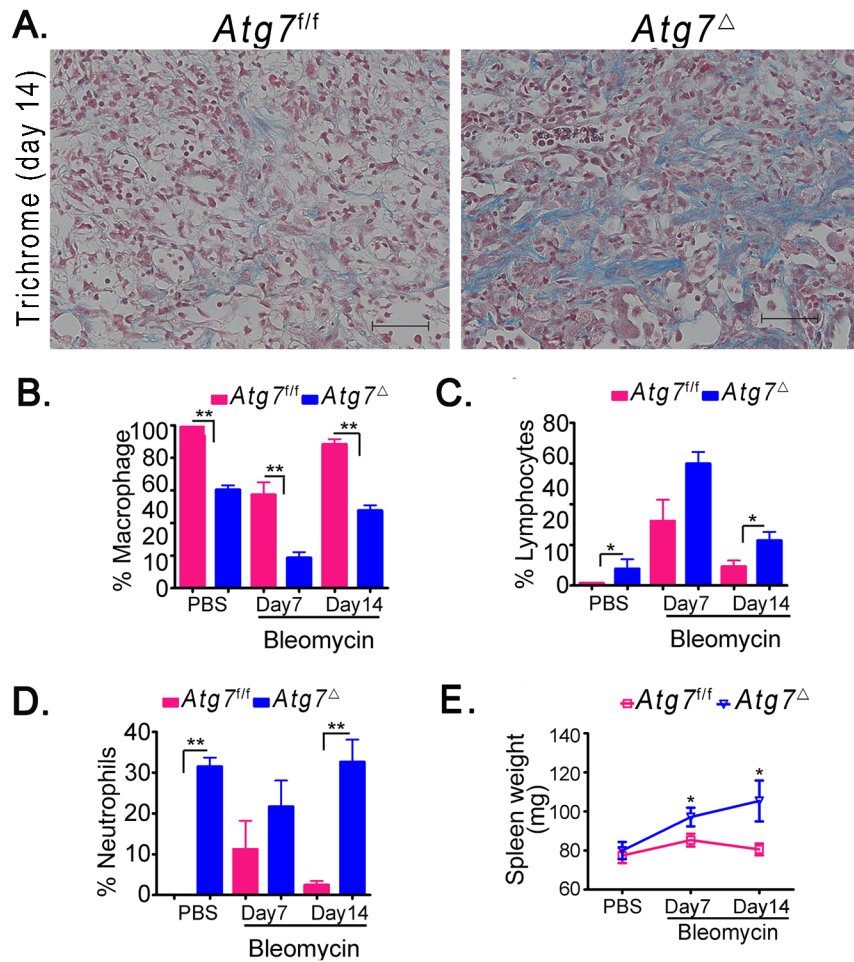 A.
Atg7f/f
Atg7△
Trichrome (day 14)
B.
Atg7f/f Atg7△
% Macrophage
100
80
60
40
10
0
**
**
**
PBS Day7 Day14
Bleomycin
C.
Atg7f/f Atg7△
% Lymphocytes
80
60
40
20
10
0
*
*
PBS Day7 Day14
Bleomycin
D.
Atg7f/f Atg7△
% Neutrophils
40
30
20
10
0
**
**
PBS Day7 Day14
Bleomycin
E.
Atg7f/f Atg7△
Spleen weight
(mg)
140
120
100
80
60
*
*
PBS Day7 Day14
Bleomycin